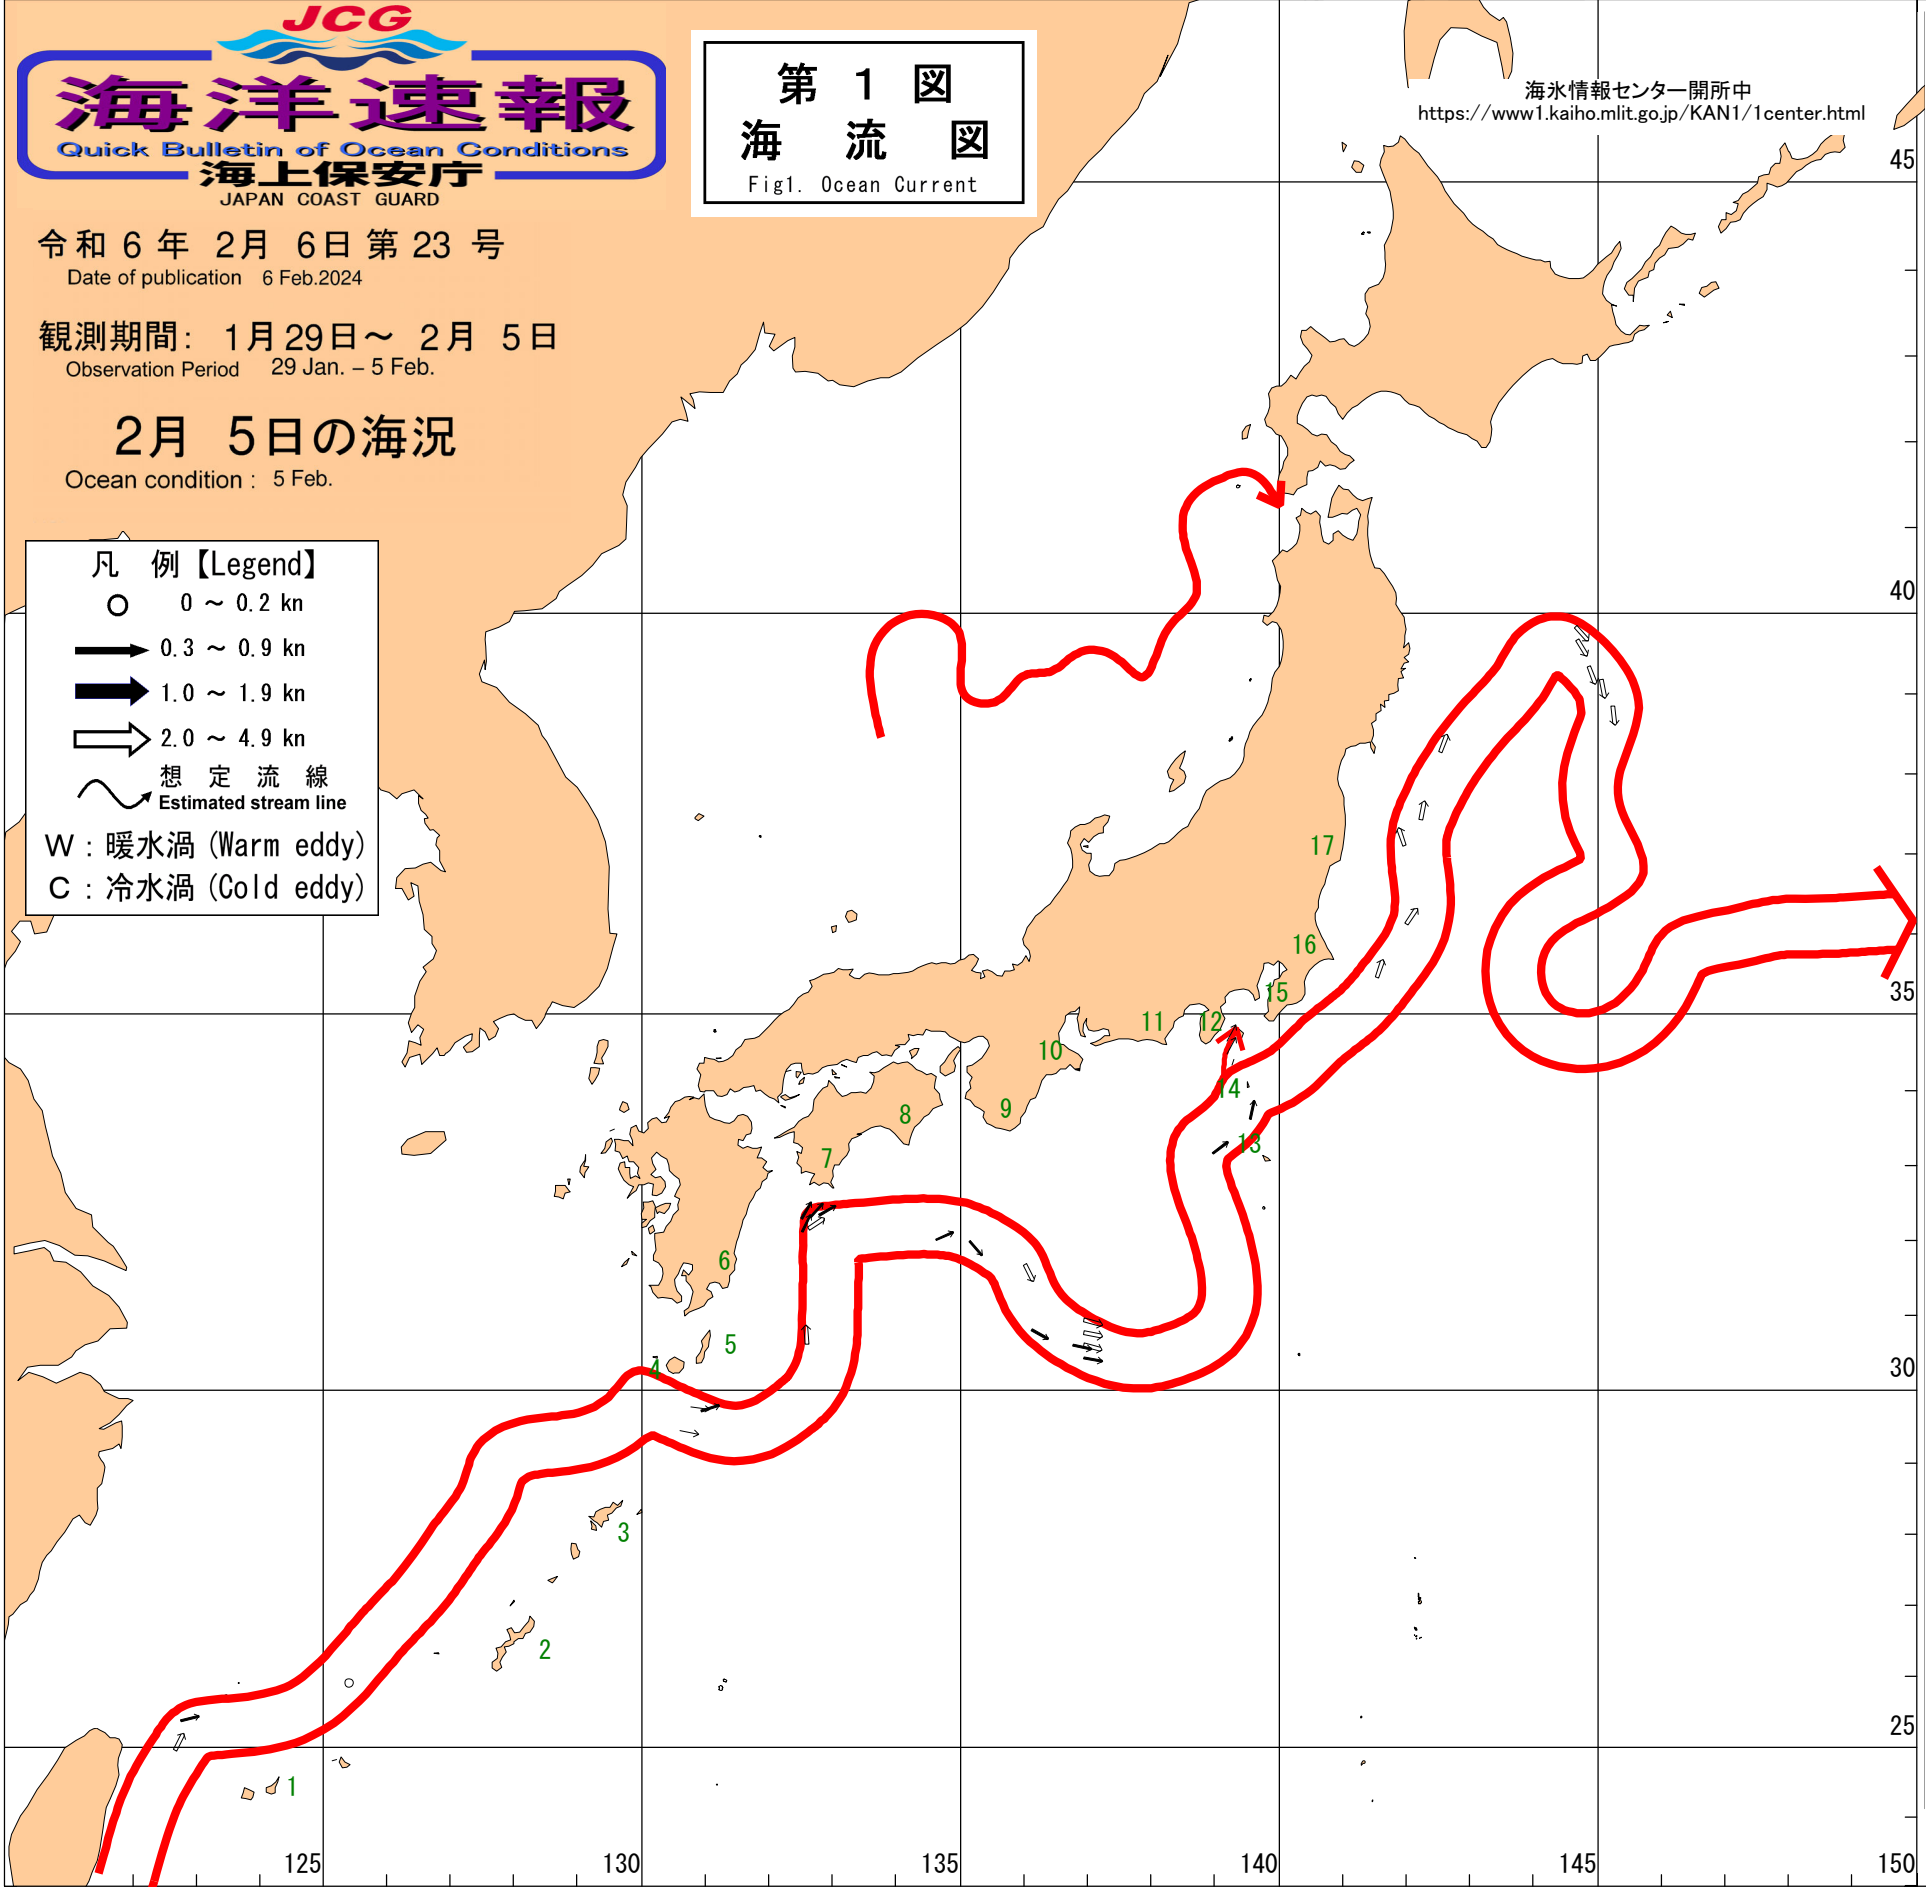 JCG
海洋速報
Quick Bulletin of Ocean Conditions
海上保安庁
JAPAN COAST GUARD
令和 6 年 2月 6日 第 23 号
Date of publication 6 Feb.2024
観測期間: 1月29日～ 2月 5日
Observation Period 29 Jan. – 5 Feb.
2月 5日の海況
Ocean condition : 5 Feb.
第 1 図
海 流 図
Fig1. Ocean Current
海氷情報センター開所中
https://www1.kaiho.mlit.go.jp/KAN1/1center.html
凡 例【Legend】
0 ～ 0.2 kn
0.3 ～ 0.9 kn
1.0 ～ 1.9 kn
2.0 ～ 4.9 kn
想 定 流 線
Estimated stream line
W : 暖水渦 (Warm eddy)
C : 冷水渦 (Cold eddy)
45
40
17
16
35
15
12
11
10
14
9
8
13
7
6
5
4
30
3
2
25
1
125
130
135
140
145
150